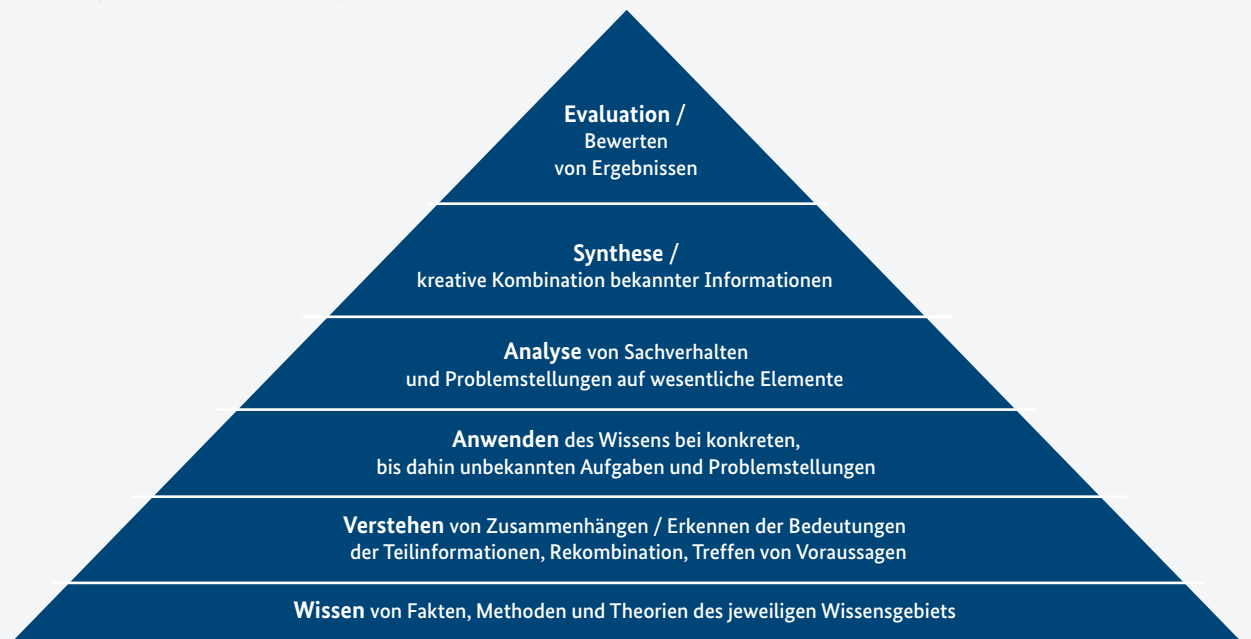 Evaluation /
Bewerten
von Ergebnissen
Synthese /
kreative Kombination bekannter Informationen
Analyse von Sachverhalten
und Problemstellungen auf wesentliche Elemente
Anwenden des Wissens bei konkreten,
bis dahin unbekannten Aufgaben und Problemstellungen
Verstehen von Zusammenhängen / Erkennen der Bedeutungen
der Teilinformationen, Rekombination, Treffen von Voraussagen
Wissen von Fakten, Methoden und Theorien des jeweiligen Wissensgebiets